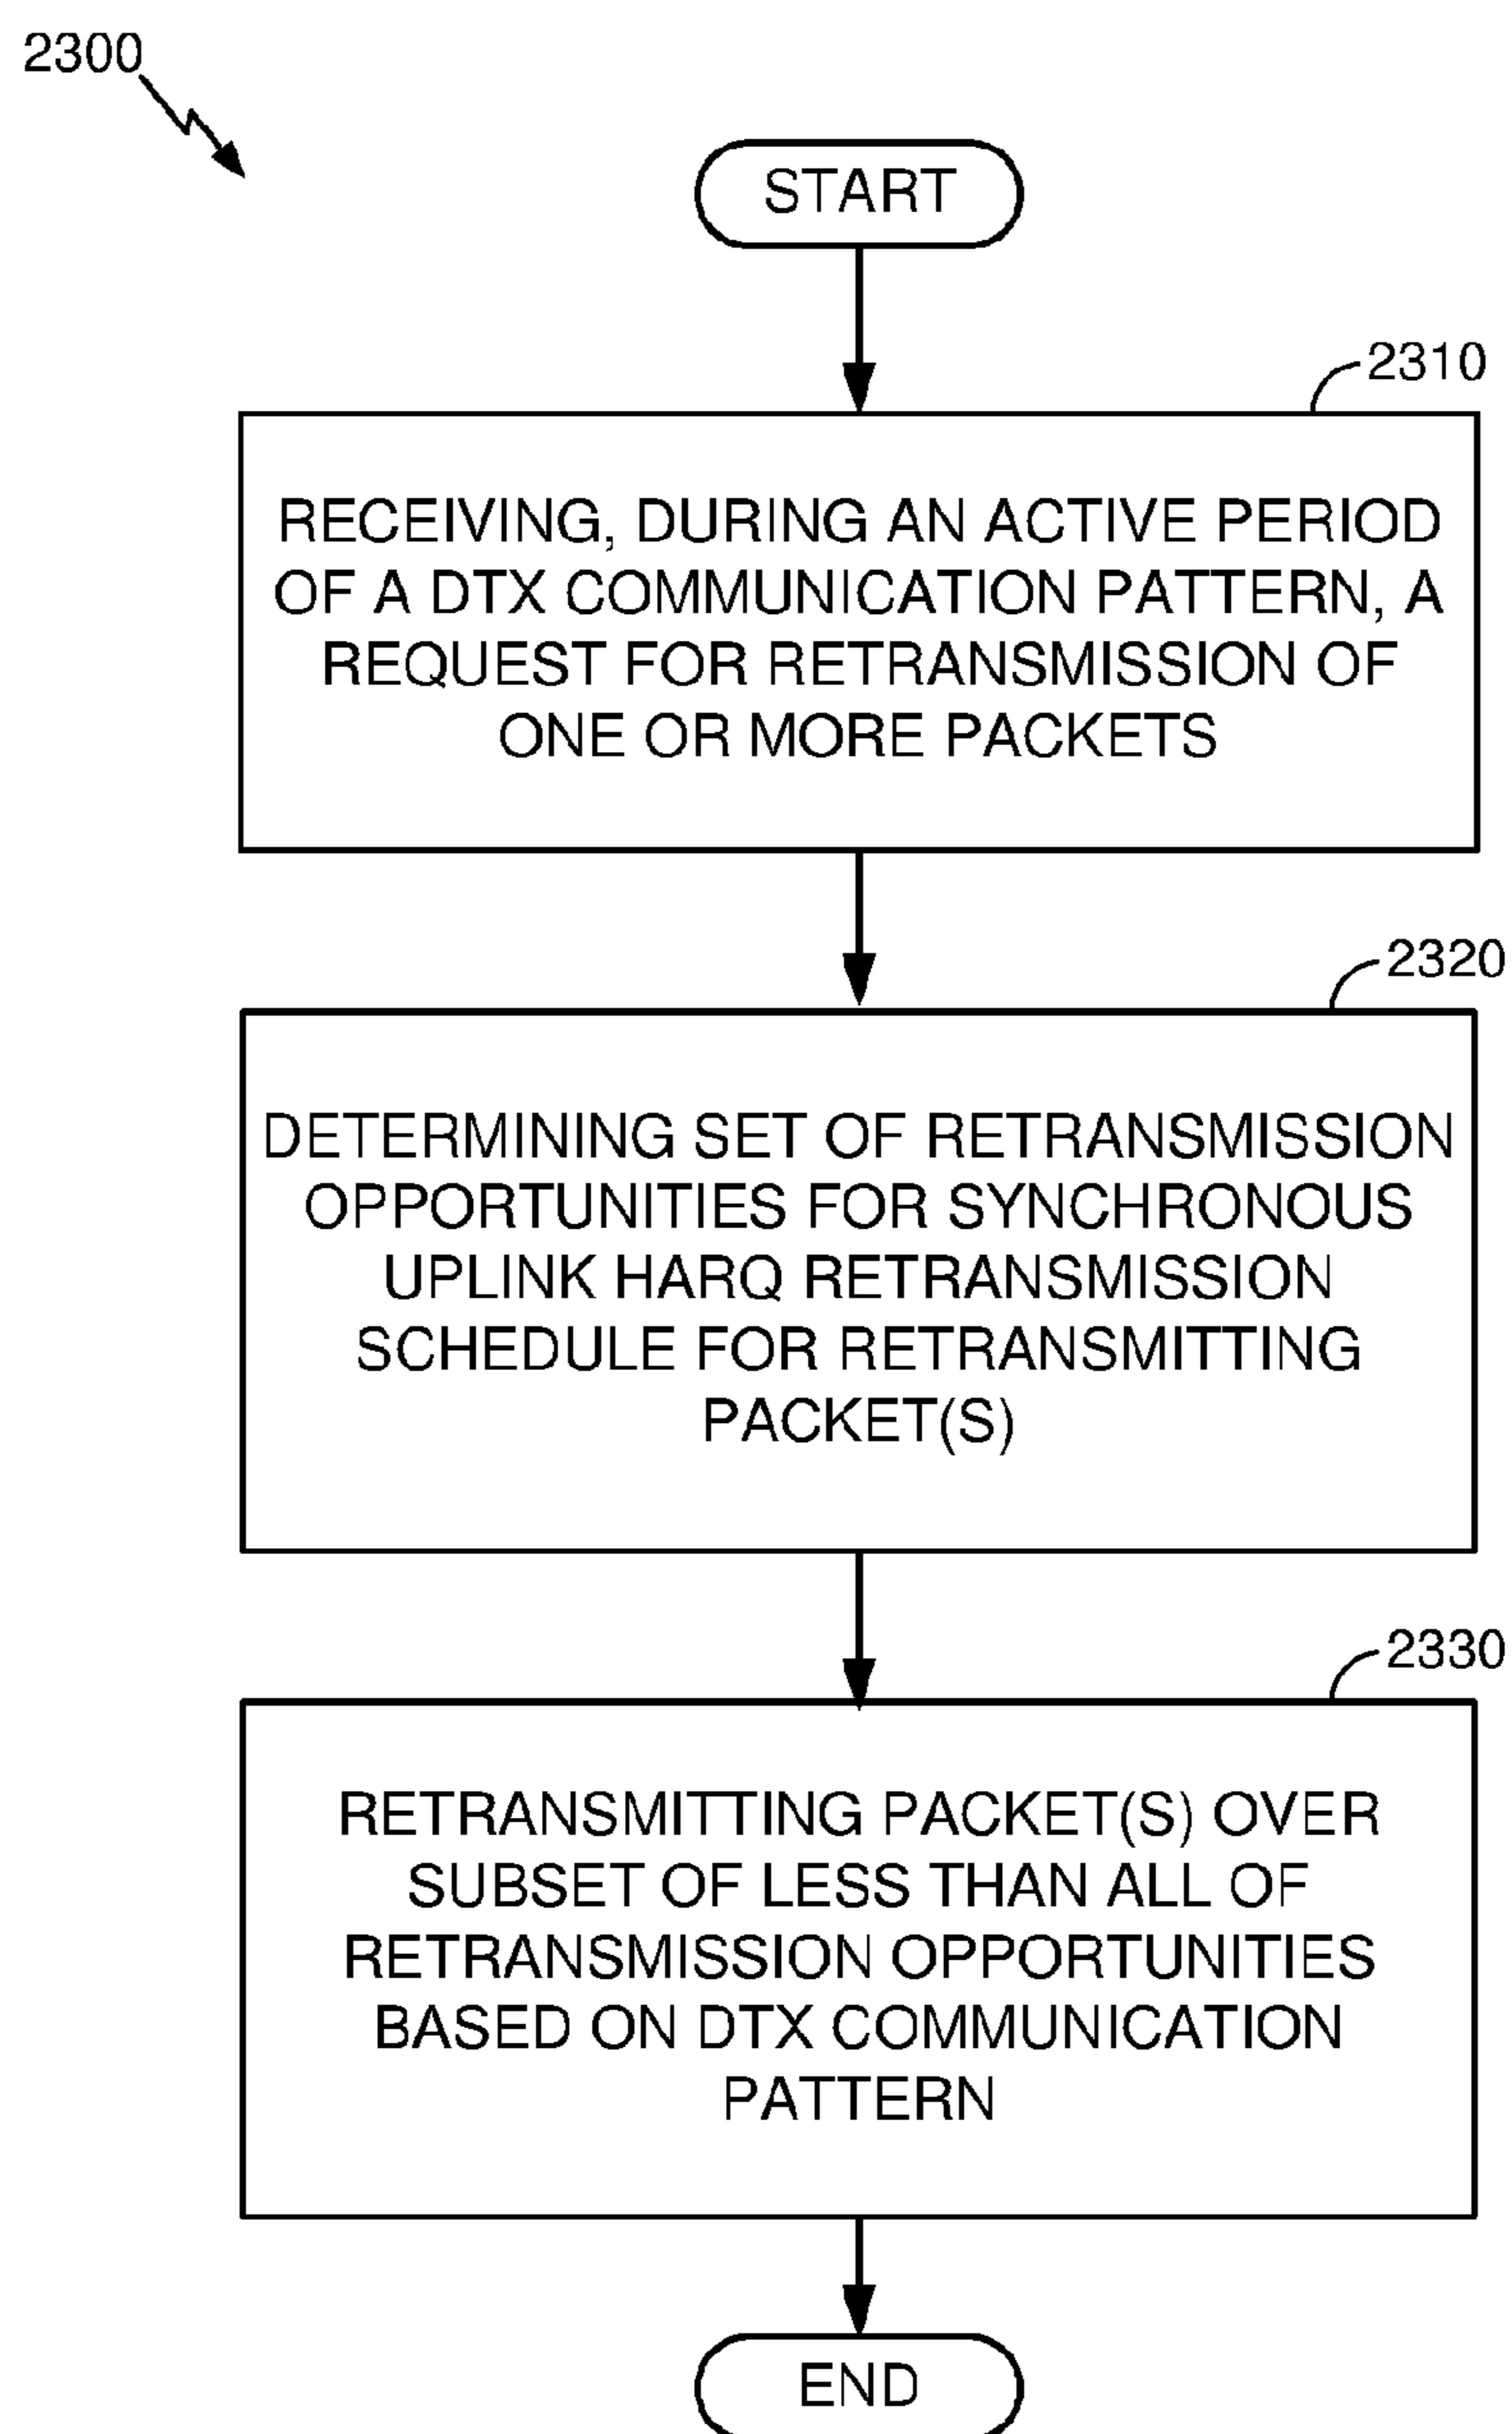 2300
START
2310
RECEIVING, DURING AN ACTIVE PERIOD
OF A DTX COMMUNICATION PATTERN, A
REQUEST FOR RETRANSMISSION OF
ONE OR MORE PACKETS
2320
DETERMINING SET OF RETRANSMISSION
OPPORTUNITIES FOR SYNCHRONOUS
UPLINK HARQ RETRANSMISSION
SCHEDULE FOR RETRANSMITTING
PACKET(S)
2330
RETRANSMITTING PACKET(S) OVER
SUBSET OF LESS THAN ALL OF
RETRANSMISSION OPPORTUNITIES
BASED ON DTX COMMUNICATION
PATTERN
END